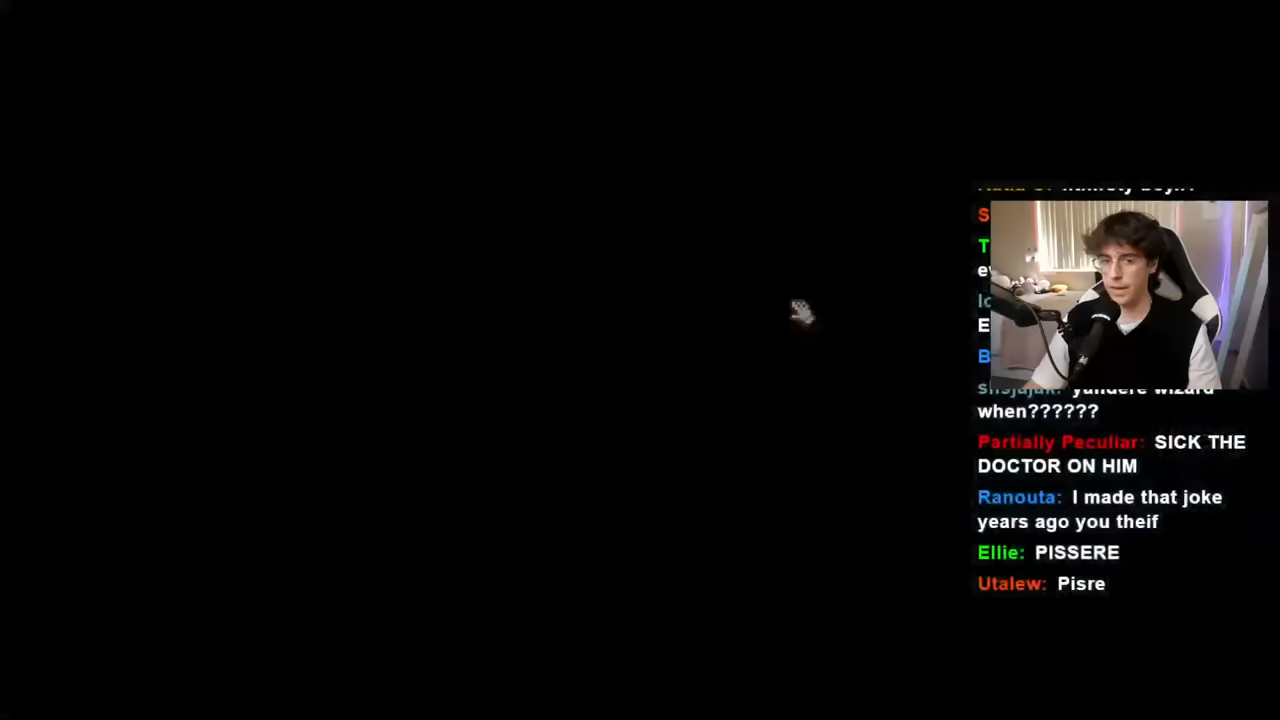 S
T
E
B
when??????
Partially Peculiar: SICK THE
DOCTOR ON HIM
Ranouta: I made that joke
years ago you theif
Ellie: PISSERE
Utalew: Pisre